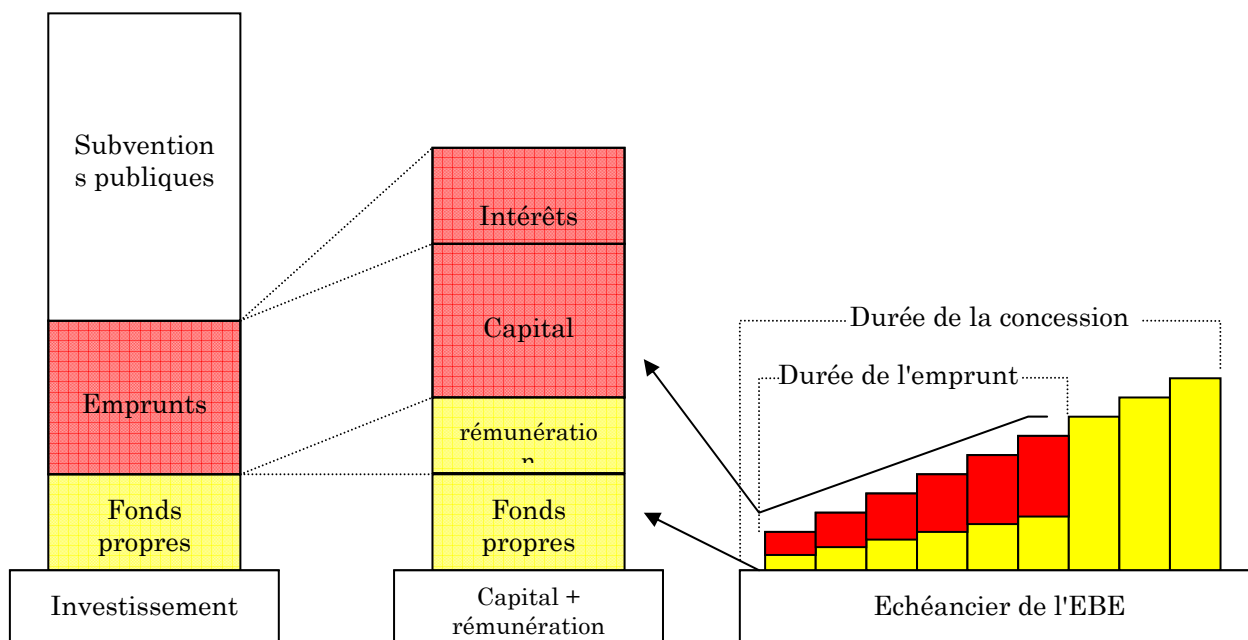 Subvention
s publiques
Emprunts
Fonds
propres
Investissement
Intérêts
Capital
rémunératio
n
Fonds
propres
Capital +
rémunération
Durée de la concession
Durée de l'emprunt
Echéancier de l'EBE